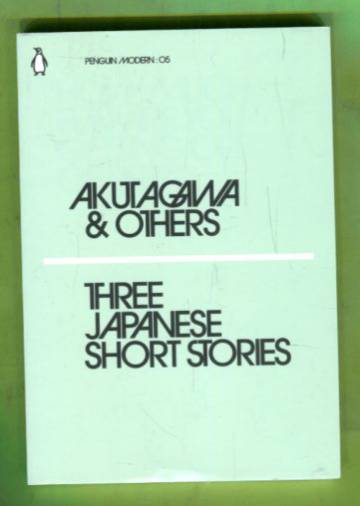 PENGUIN MODERN: 05
AKUTAGAWA
& OTHERS
THREE
JAPANESE
SHORT STORIES